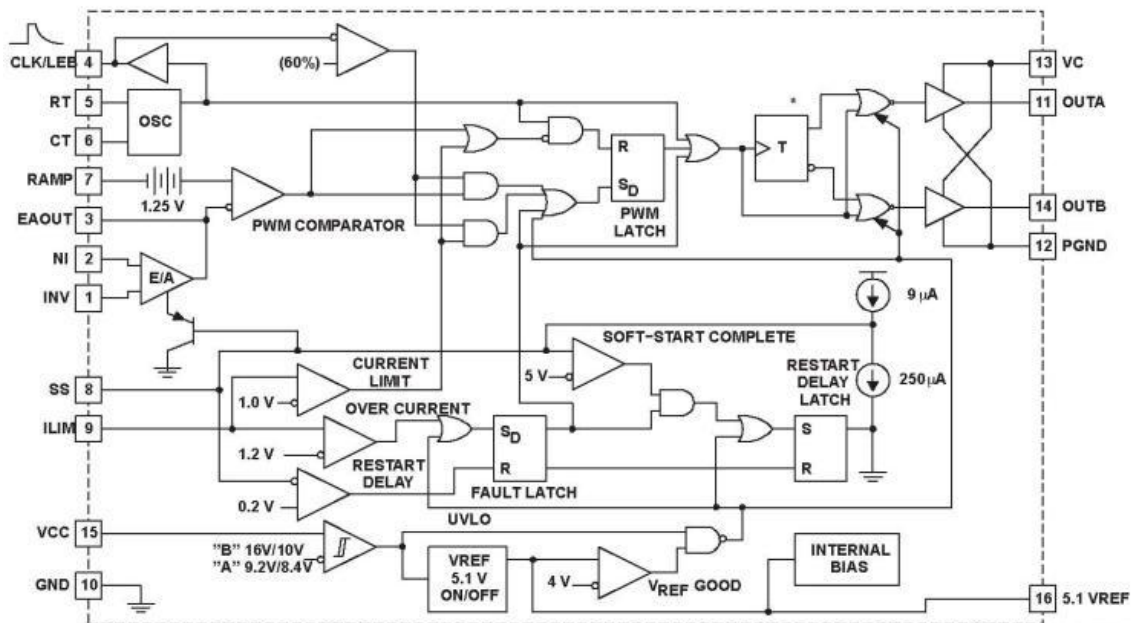 CLK/LEB 4
(60%)
13 VC
RT 5
OSC
11 OUTA
CT 6
*
T
R
SD
PWM
LATCH
RAMP 7
1.25 V
EAOUT 3
PWM COMPARATOR
14 OUTB
NI 2
E/A
12 PGND
INV 1
9 µA
SOFT-START COMPLETE
5 V
RESTART
DELAY
LATCH
250 µA
SS 8
CURRENT
LIMIT
1.0 V
ILIM 9
OVER CURRENT
1.2 V
RESTART
DELAY
0.2 V
SD
R
FAULT LATCH
S
R
VCC 15
UVLO
"B" 16V/10V
"A" 9.2V/8.4V
VREF
5.1 V
ON/OFF
4 V
VREF GOOD
INTERNAL
BIAS
GND 10
16 5.1 VREF